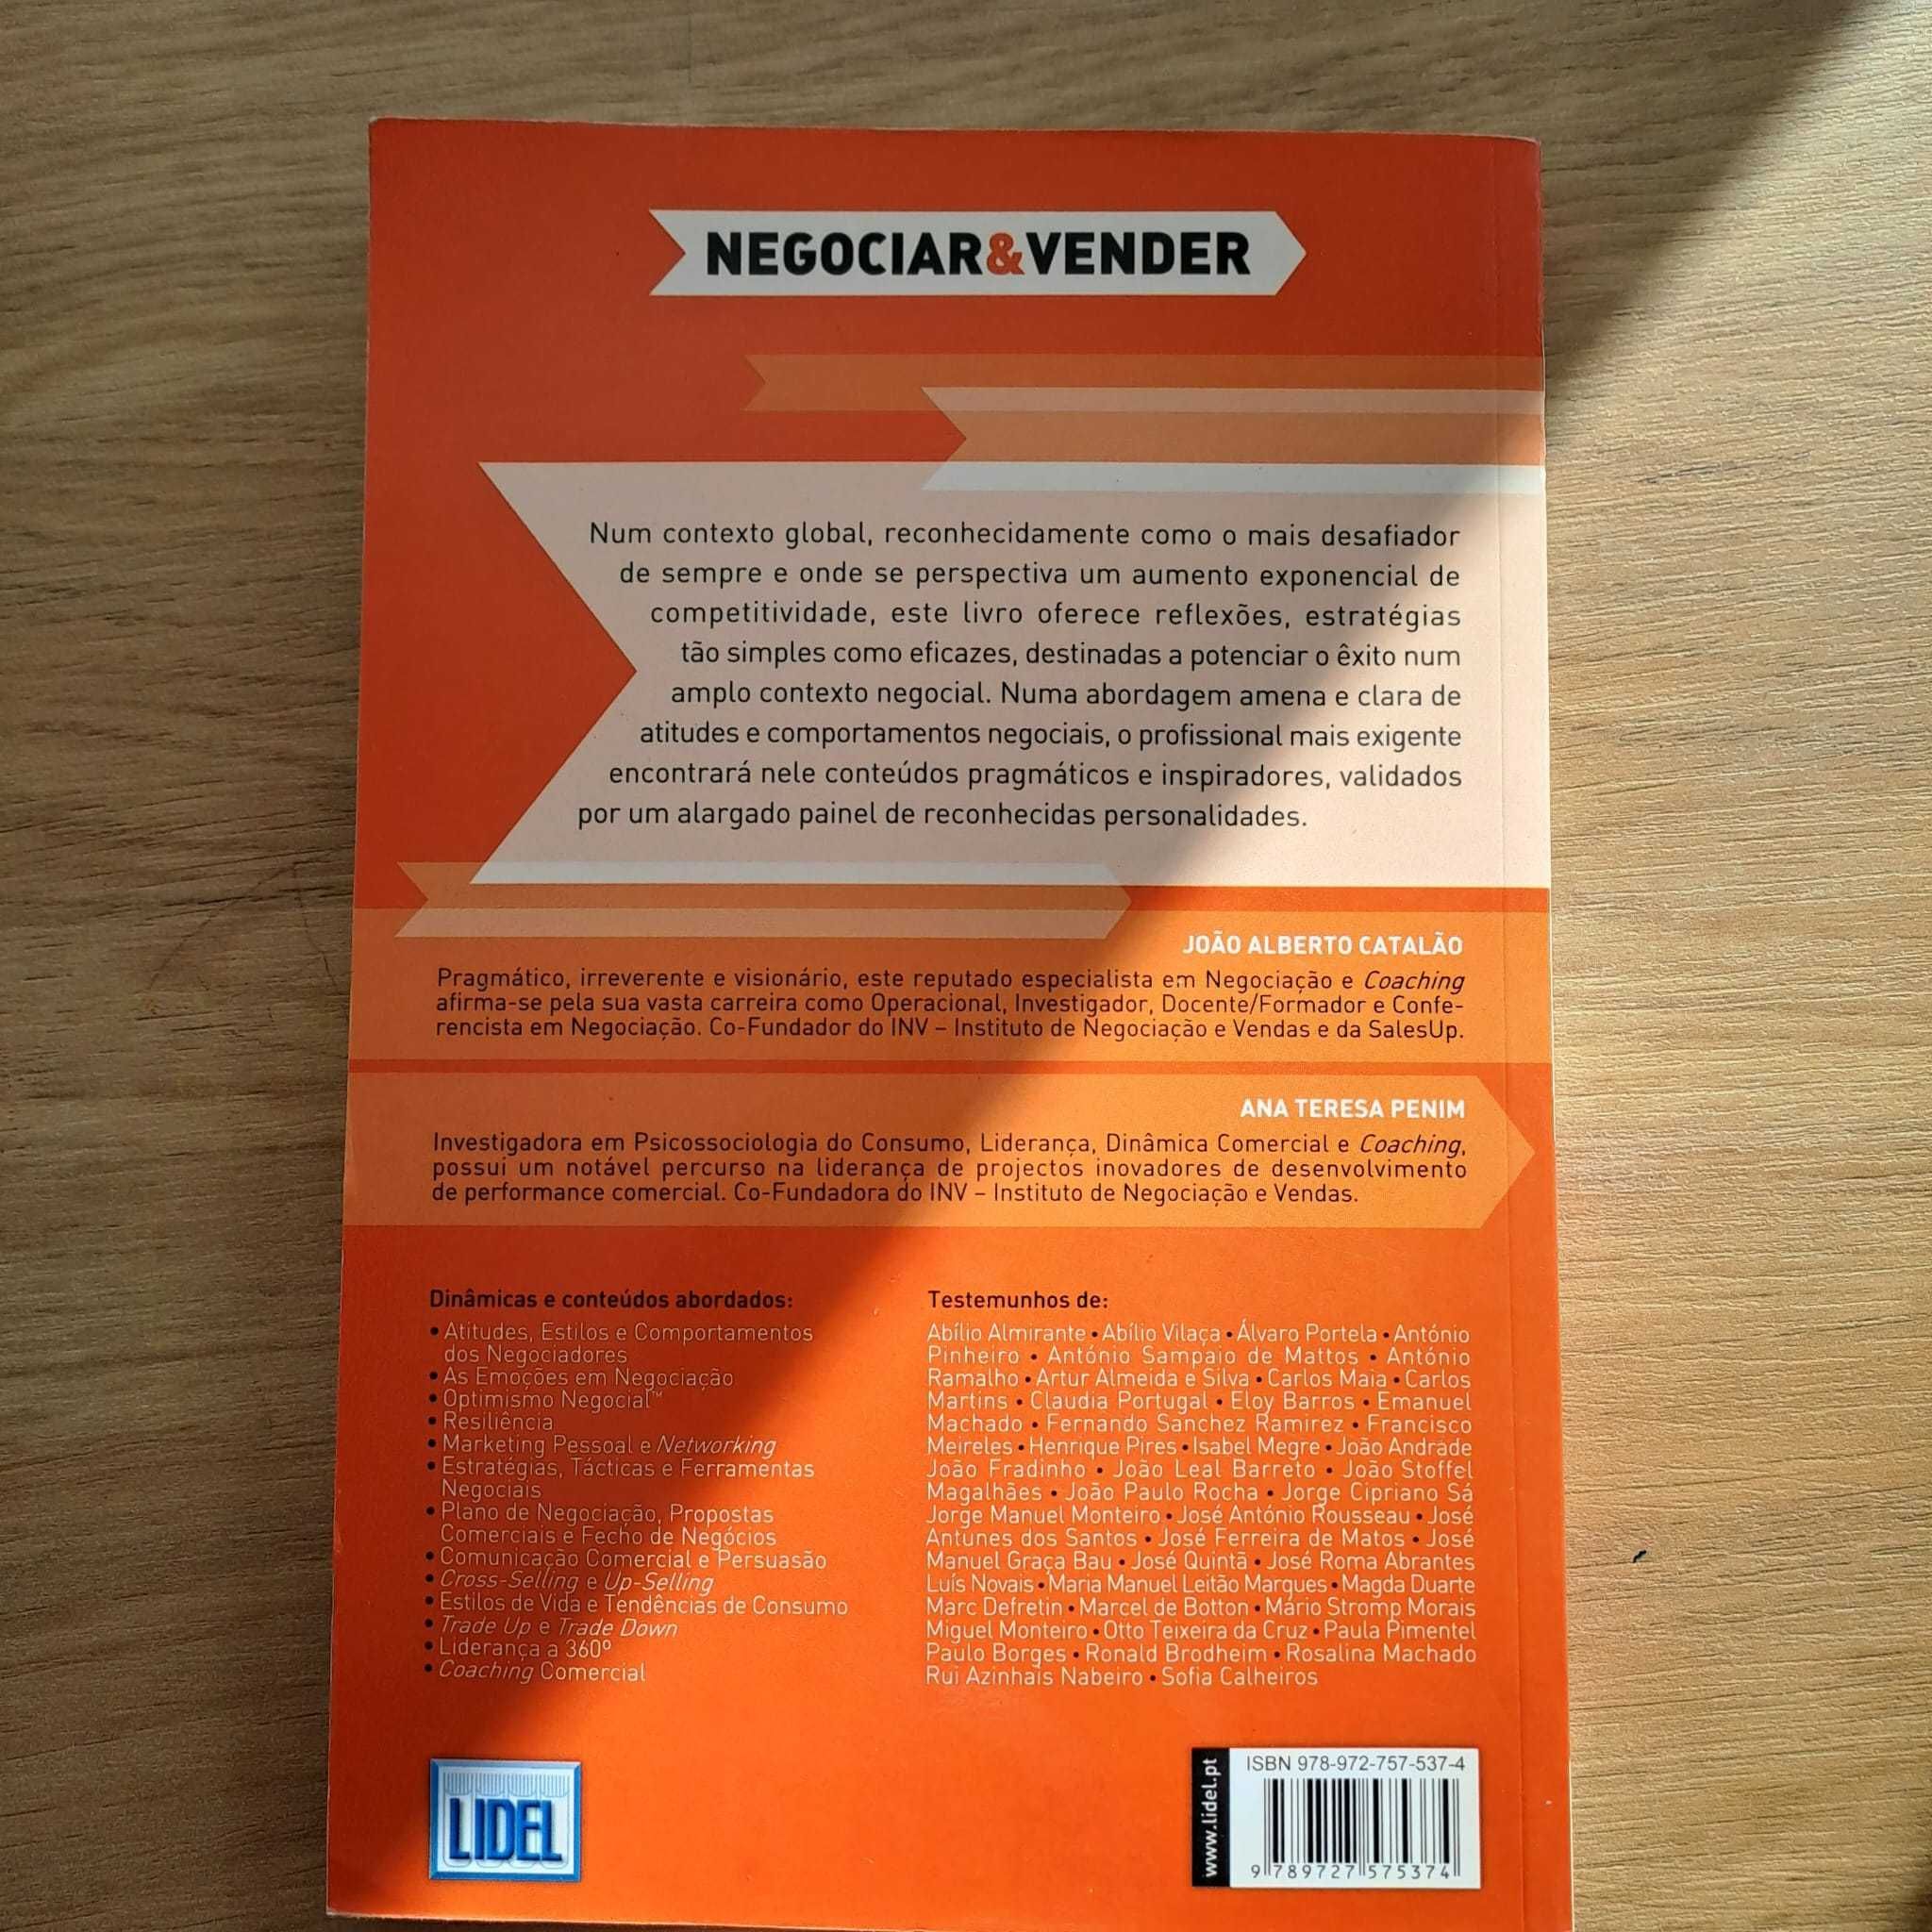 NEGOCIAR&VENDER
Num contexto global, reconhecidamente como o mais desafiador
de sempre e onde se perspectiva um aumento exponencial de
competitividade, este livro oferece reflexões, estratégias
tão simples como eficazes, destinadas a potenciar o êxito num
amplo contexto negocial. Numa abordagem amena e clara de
atitudes e comportamentos negociais, o profissional mais exigente
encontrará nele conteúdos pragmáticos e inspiradores, validados
por um alargado painel de reconhecidas personalidades.
JOÃO ALBERTO CATALÃO
Pragmático, irreverente e visionário, este reputado especialista em Negociação e Coaching
afirma-se pela sua vasta carreira como Operacional, Investigador, Docente/Formador e Confe-
rencista em Negociação. Co-Fundador do INV – Instituto de Negociação e Vendas e da SalesUp.
ANA TERESA PENIM
Investigadora em Psicossociologia do Consumo, Liderança, Dinâmica Comercial e Coaching,
possui um notável percurso na liderança de projectos inovadores de desenvolvimento
de performance comercial. Co-Fundadora do INV – Instituto de Negociação e Vendas.
Dinâmicas e conteúdos abordados:
• Atitudes, Estilos e Comportamentos
dos Negociadores
• As Emoções em Negociação
• Optimismo Negocial™
• Resiliência
• Marketing Pessoal e Networking
• Estratégias, Tácticas e Ferramentas
Negociais
• Plano de Negociação, Propostas
Comerciais e Fecho de Negócios
• Comunicação Comercial e Persuasão
• Cross-Selling e Up-Selling
• Estilos de Vida e Tendências de Consumo
• Trade Up e Trade Down
• Liderança a 360º
• Coaching Comercial
Testemunhos de:
Abílio Almirante • Abílio Vilaça • Álvaro Portela • António
Pinheiro • António Sampaio de Mattos • António
Ramalho • Artur Almeida e Silva • Carlos Maia • Carlos
Martins • Claudia Portugal • Eloy Barros • Emanuel
Machado • Fernando Sánchez Ramirez • Francisco
Meireles • Henrique Pires • Isabel Megre • João Andrade
João Fradinho • João Leal Barreto • João Stoffel
Magalhães • João Paulo Rocha • Jorge Cipriano Sá
Jorge Manuel Monteiro • José António Rousseau • José
Antunes dos Santos • José Ferreira de Matos • José
Manuel Graça Bau • José Quintã • José Roma Abrantes
Luís Novais • Maria Manuel Leitão Marques • Magda Duarte
Marc Defretin • Marcel de Botton • Mário Stromp Morais
Miguel Monteiro • Otto Teixeira da Cruz • Paula Pimentel
Paulo Borges • Ronald Brodheim • Rosalina Machado
Rui Azinhais Nabeiro • Sofia Calheiros
LIDEL
www.lidel.pt
ISBN 978-972-757-537-4
9 789727 575374